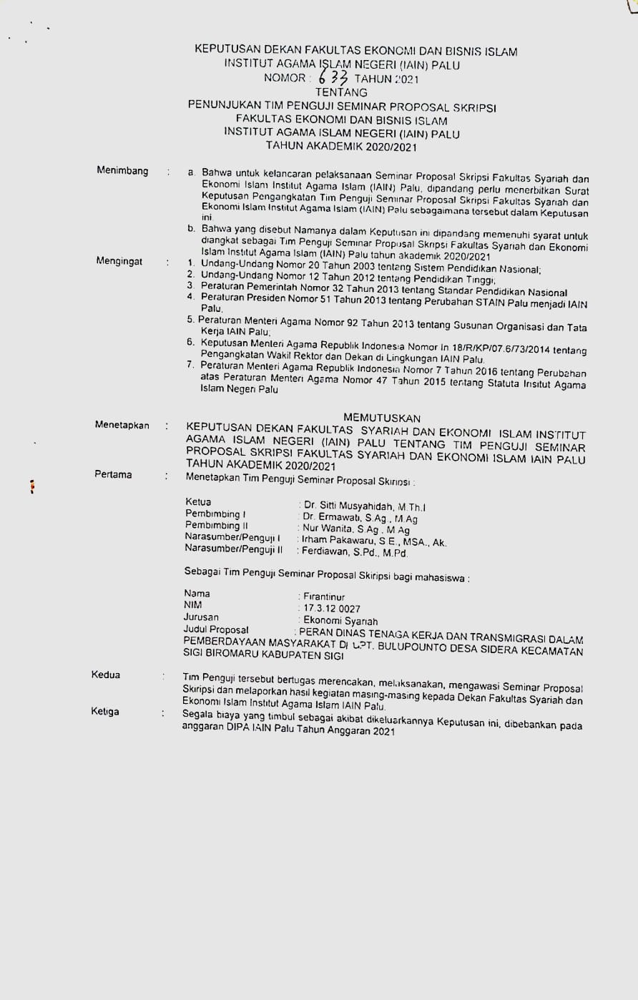 KEPUTUSAN DEKAN FAKULTAS EKONOMI DAN BISNIS ISLAM
INSTITUT AGAMA ISLAM NEGERI (IAIN) PALU
NOMOR : 633 TAHUN 2021
TENTANG
PENUNJUKAN TIM PENGUJI SEMINAR PROPOSAL SKRIPSI
FAKULTAS EKONOMI DAN BISNIS ISLAM
INSTITUT AGAMA ISLAM NEGERI (IAIN) PALU
TAHUN AKADEMIK 2020/2021
Menimbang : a. Bahwa untuk kelancaran pelaksanaan Seminar Proposal Skripsi Fakultas Syariah dan
Ekonomi Islam Institut Agama Islam (IAIN) Palu, dipandang perlu menerbitkan Surat
Keputusan Pengangkatan Tim Penguji Seminar Proposal Skripsi Fakultas Syariah dan
Ekonomi Islam Institut Agama Islam (IAIN) Palu sebagaimana tersebut dalam Keputusan
ini.
b. Bahwa yang disebut Namanya dalam Keputusan ini dipandang memenuhi syarat untuk
diangkat sebagai Tim Penguji Seminar Proposal Skripsi Fakultas Syariah dan Ekonomi
Islam Institut Agama Islam (IAIN) Palu tahun akademik 2020/2021
Mengingat : 1. Undang-Undang Nomor 20 Tahun 2003 tentang Sistem Pendidikan Nasional;
2. Undang-Undang Nomor 12 Tahun 2012 tentang Pendidikan Tinggi;
3. Peraturan Pemerintah Nomor 32 Tahun 2013 tentang Standar Pendidikan Nasional
4. Peraturan Presiden Nomor 51 Tahun 2013 tentang Perubahan STAIN Palu menjadi IAIN
Palu,
5. Peraturan Menteri Agama Nomor 92 Tahun 2013 tentang Susunan Organisasi dan Tata
Kerja IAIN Palu;
6. Keputusan Menteri Agama Republik Indonesia Nomor In 18/R/KP/07.6/73/2014 tentang
Pengangkatan Wakil Rektor dan Dekan di Lingkungan IAIN Palu.
7. Peraturan Menteri Agama Republik Indonesia Nomor 7 Tahun 2016 tentang Perubahan
atas Peraturan Menteri Agama Nomor 47 Tahun 2015 tentang Statuta Insitut Agama
Islam Negeri Palu
MEMUTUSKAN
Menetapkan : KEPUTUSAN DEKAN FAKULTAS SYARIAH DAN EKONOMI ISLAM INSTITUT
AGAMA ISLAM NEGERI (IAIN) PALU TENTANG TIM PENGUJI SEMINAR
PROPOSAL SKRIPSI FAKULTAS SYARIAH DAN EKONOMI ISLAM IAIN PALU
TAHUN AKADEMIK 2020/2021
Pertama : Menetapkan Tim Penguji Seminar Proposal Skiripsi :
Ketua : Dr. Sitti Musyahidah, M.Th.I
Pembimbing I : Dr. Ermawati, S.Ag., M.Ag
Pembimbing II : Nur Wanita, S.Ag., M.Ag
Narasumber/Penguji I : Irham Pakawaru, S.E., MSA., Ak.
Narasumber/Penguji II : Ferdiawan, S.Pd., M.Pd.
Sebagai Tim Penguji Seminar Proposal Skiripsi bagi mahasiswa :
Nama : Firantinur
NIM : 17.3.12 0027
Jurusan : Ekonomi Syariah
Judul Proposal : PERAN DINAS TENAGA KERJA DAN TRANSMIGRASI DALAM
PEMBERDAYAAN MASYARAKAT DI UPT. BULUPOUNTO DESA SIDERA KECAMATAN
SIGI BIROMARU KABUPATEN SIGI
Kedua : Tim Penguji tersebut bertugas merencakan, melaksanakan, mengawasi Seminar Proposal
Skiripsi dan melaporkan hasil kegiatan masing-masing kepada Dekan Fakultas Syariah dan
Ekonomi Islam Institut Agama Islam IAIN Palu.
Ketiga : Segala biaya yang timbul sebagai akibat dikeluarkannya Keputusan ini, dibebankan pada
anggaran DIPA IAIN Palu Tahun Anggaran 2021